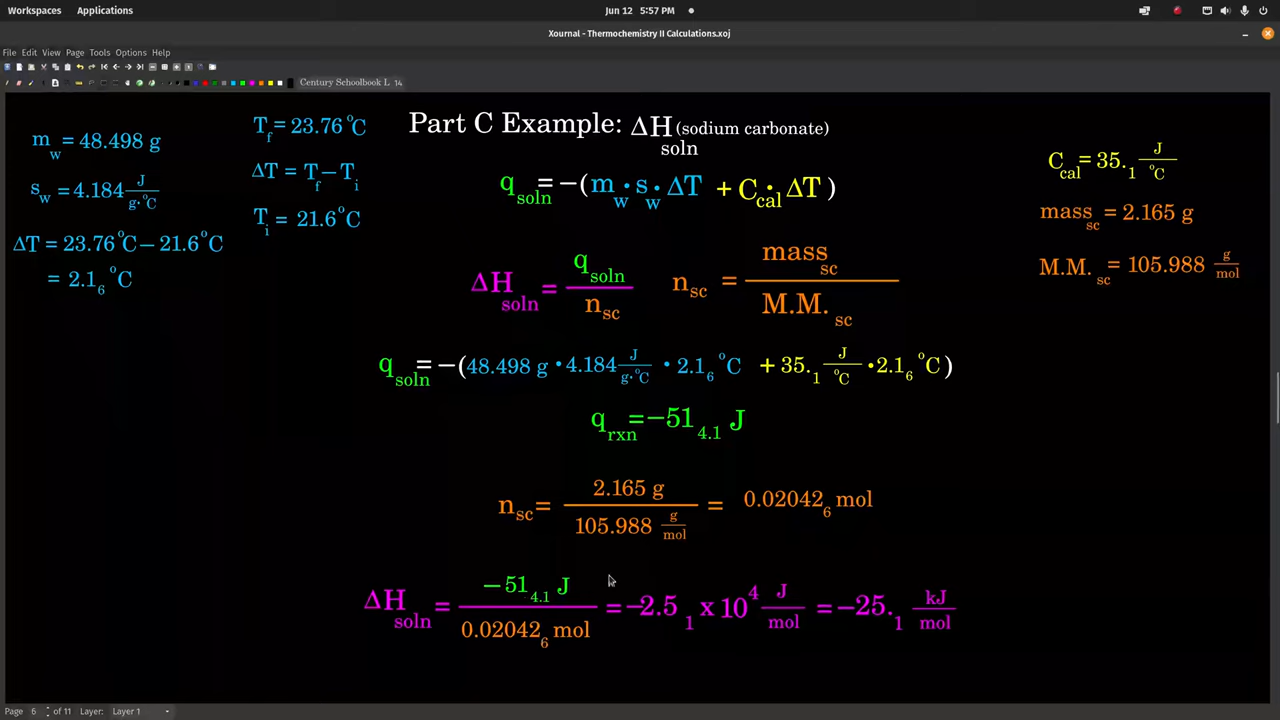 Workspaces Applications Jun 12 5:57 PM
Xournal - Thermochemistry II Calculations.xoj
File Edit View Page Tools Options Help
Century Schoolbook L 14
Part C Example: ΔH soln (sodium carbonate)
m w = 48.498 g
s w = 4.184 J / g·°C
ΔT = 23.76 °C − 21.6 °C
= 2.1 6 °C
T f = 23.76 °C
ΔT = T f − T i
T i = 21.6 °C
q soln = −(m w · s w · ΔT + C cal · ΔT)
C cal = 35. 1 J / °C
mass sc = 2.165 g
M.M. sc = 105.988 g / mol
ΔH soln = q soln / n sc
n sc = mass sc / M.M. sc
q soln = −(48.498 g · 4.184 J / g·°C · 2.1 6 °C + 35. 1 J / °C · 2.1 6 °C)
q rxn = −51 4.1 J
n sc = 2.165 g / 105.988 g / mol = 0.02042 6 mol
ΔH soln = −51 4.1 J / 0.02042 6 mol = −2.5 1 x 10^4 J / mol = −25. 1 kJ / mol
Page 6 of 11 Layer: Layer 1